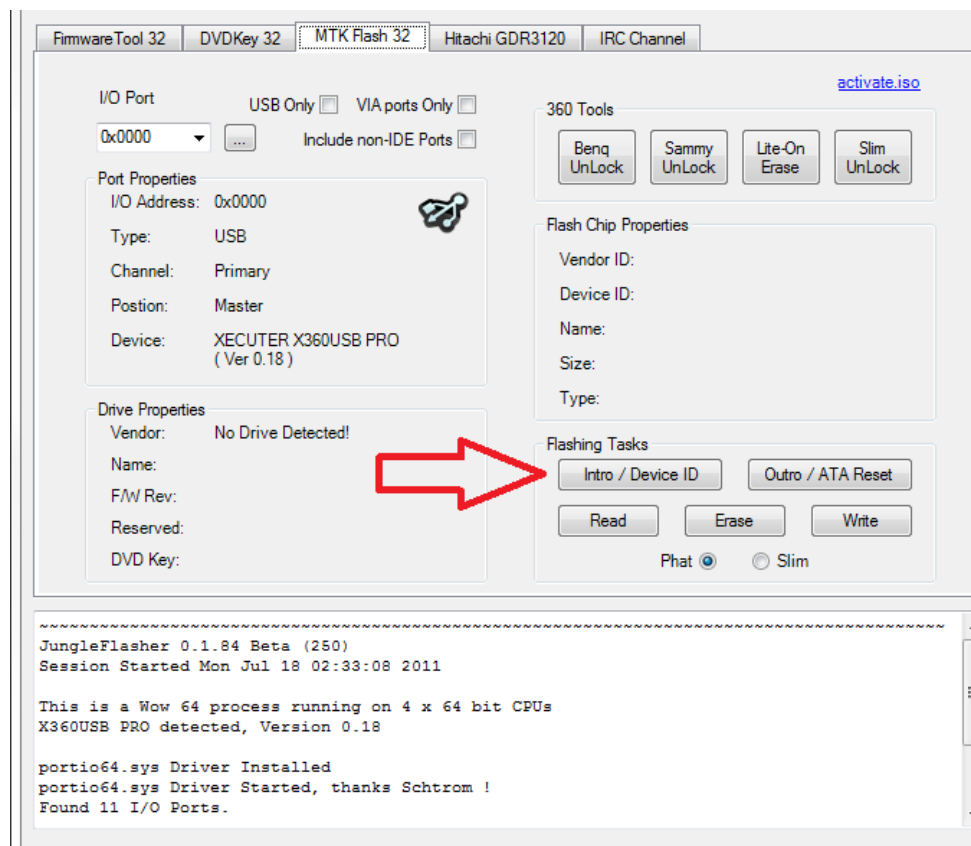 FirmwareTool 32 DVDKey 32 MTK Flash 32 Hitachi GDR3120 IRC Channel
activate.iso
I/O Port USB Only VIA ports Only
0x0000 ... Include non-IDE Ports
360 Tools
Benq UnLock
Sammy UnLock
Lite-On Erase
Slim UnLock
Port Properties
I/O Address: 0x0000
Type: USB
Channel: Primary
Postion: Master
Device: XECUTER X360USB PRO
( Ver 0.18 )
Flash Chip Properties
Vendor ID:
Device ID:
Name:
Size:
Type:
Drive Properties
Vendor: No Drive Detected!
Name:
F/W Rev:
Reserved:
DVD Key:
Flashing Tasks
Intro / Device ID Outro / ATA Reset
Read Erase Write
Phat Slim
~~~~~~~~~~~~~~~~~~~~~~~~~~~~~~~~~~~~~~~~~~~~~~~~~~~~~~~~~~~~~~~~~~~~~~~~
JungleFlasher 0.1.84 Beta (250)
Session Started Mon Jul 18 02:33:08 2011
This is a Wow 64 process running on 4 x 64 bit CPUs
X360USB PRO detected, Version 0.18
portio64.sys Driver Installed
portio64.sys Driver Started, thanks Schtrom !
Found 11 I/O Ports.